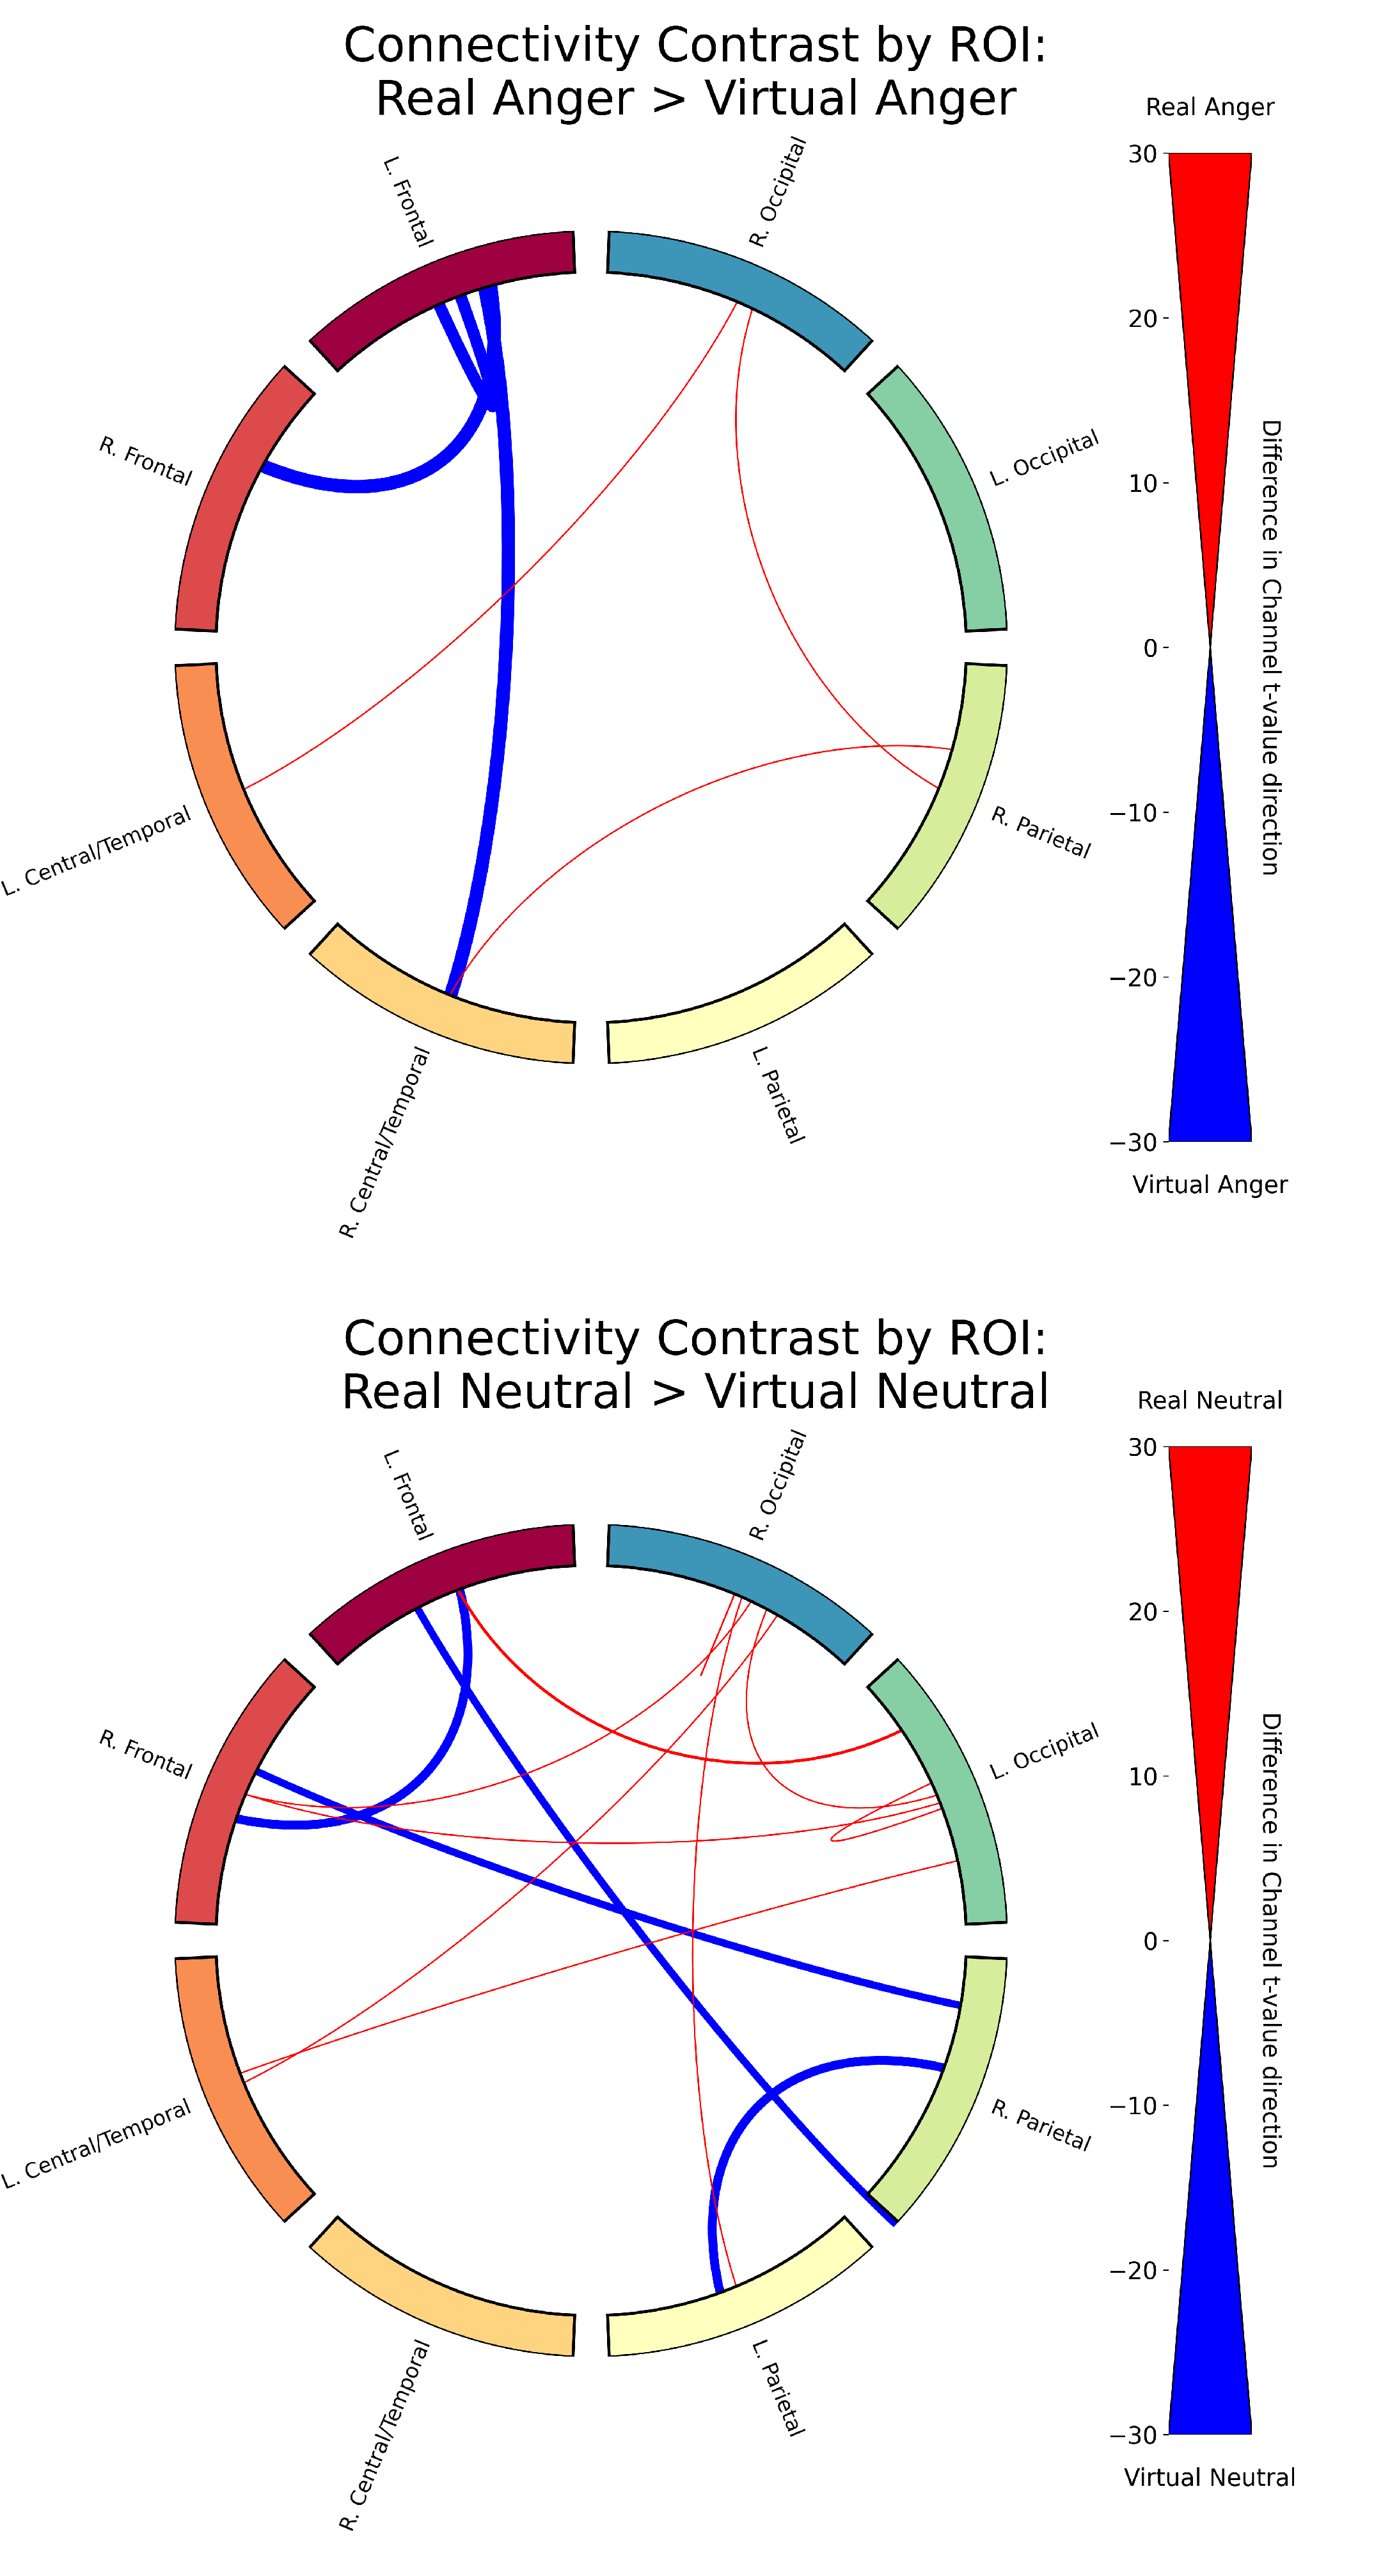 Connectivity Contrast by ROI:
Real Anger > Virtual Anger
Real Anger
30
20
10
0
−10
−20
−30
Virtual Anger
Difference in Channel t-value direction
L. Frontal
R. Occipital
R. Frontal
L. Occipital
L. Central/Temporal
R. Parietal
R. Central/Temporal
L. Parietal
Connectivity Contrast by ROI:
Real Neutral > Virtual Neutral
Real Neutral
30
20
10
0
−10
−20
−30
Virtual Neutral
Difference in Channel t-value direction
L. Frontal
R. Occipital
R. Frontal
L. Occipital
L. Central/Temporal
R. Parietal
R. Central/Temporal
L. Parietal